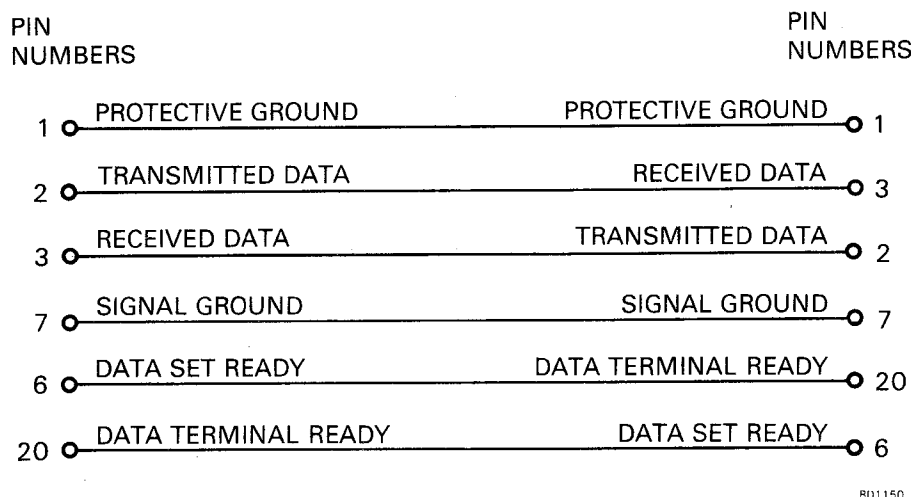 PIN NUMBERS
PIN NUMBERS
1 PROTECTIVE GROUND PROTECTIVE GROUND 1
2 TRANSMITTED DATA RECEIVED DATA 3
3 RECEIVED DATA TRANSMITTED DATA 2
7 SIGNAL GROUND SIGNAL GROUND 7
6 DATA SET READY DATA TERMINAL READY 20
20 DATA TERMINAL READY DATA SET READY 6
BD1150